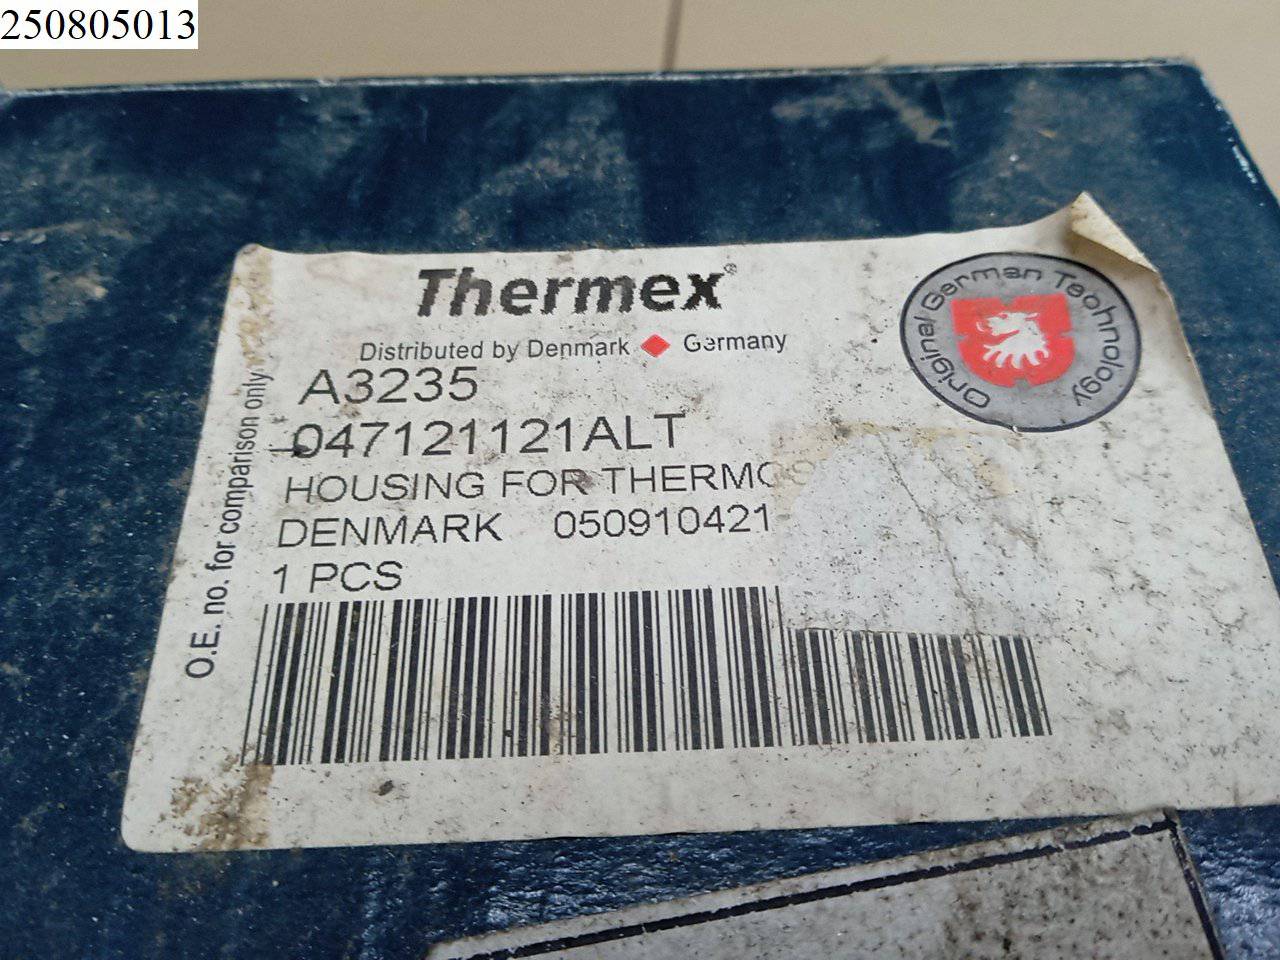 250805013
Thermex®
Distributed by Denmark Germany
Original German Technology
A3235
047121121ALT
HOUSING FOR THERMOS
DENMARK 050910421
1 PCS
O.E. no. for comparison only